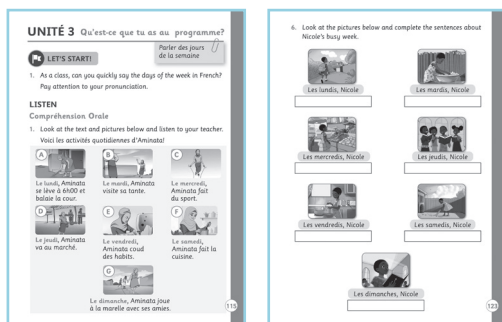 UNITÉ 3 Qu'est-ce que tu as au programme?
Parler des jours
de la semaine
LET'S START!
1. As a class, can you quickly say the days of the week in French?
Pay attention to your pronunciation.
LISTEN
Compréhension Orale
1. Look at the text and pictures below and listen to your teacher.
Voici les activités quotidiennes d'Aminata!
A
B
C
Le lundi, Aminata
se lève à 6h00 et
balaie la cour.
Le mardi, Aminata
visite sa tante.
Le mercredi,
Aminata fait
du sport.
D
E
F
Le jeudi, Aminata
va au marché.
Le vendredi,
Aminata coud
des habits.
Le samedi,
Aminata fait la
cuisine.
G
Le dimanche, Aminata joue
à la marelle avec ses amies.
115
6. Look at the pictures below and complete the sentences about
Nicole's busy week.
Les lundis, Nicole
Les mardis, Nicole
Les mercredis, Nicole
Les jeudis, Nicole
Les vendredis, Nicole
Les samedis, Nicole
Les dimanches, Nicole
123